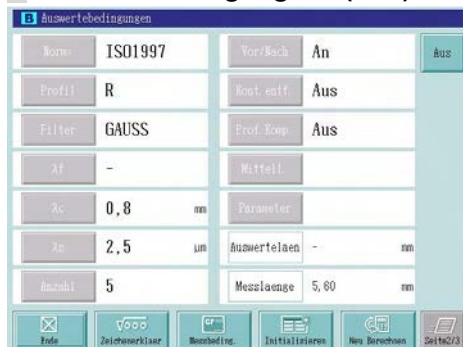 B Auswertebedingungen
Norm ISO1997
Profil R
Filter GAUSS
λf -
λc 0,8 mm
λs 2,5 µm
Anzahl 5
Vor/Nach An
Kont. entf. Aus
Prof. Komp. Aus
Mittell.
Parameter
Auswertelaen - mm
Messlaenge 5,60 mm
Aus
Ende
Zeichenerklaer
Messbeding.
Initialisieren
Neu Berechnen
Seite2/3